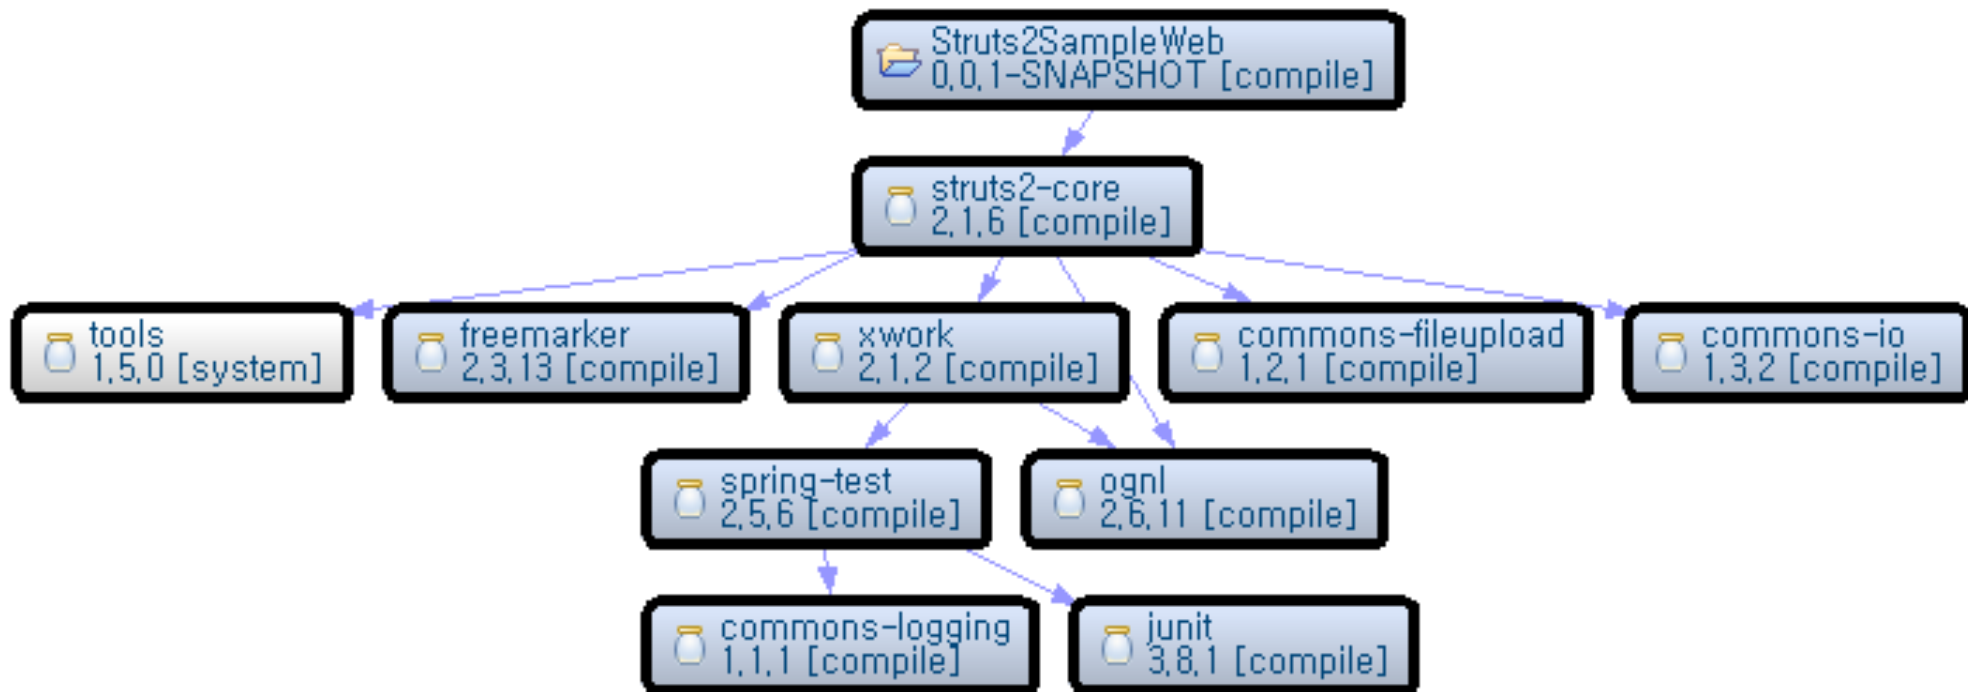 Struts2SampleWeb
0,0,1-SNAPSHOT [compile]
struts2-core
2,1,6 [compile]
tools
1,5,0 [system]
freemarker
2,3,13 [compile]
xwork
2,1,2 [compile]
commons-fileupload
1,2,1 [compile]
commons-io
1,3,2 [compile]
spring-test
2,5,6 [compile]
ognl
2,6,11 [compile]
commons-logging
1,1,1 [compile]
junit
3,8,1 [compile]